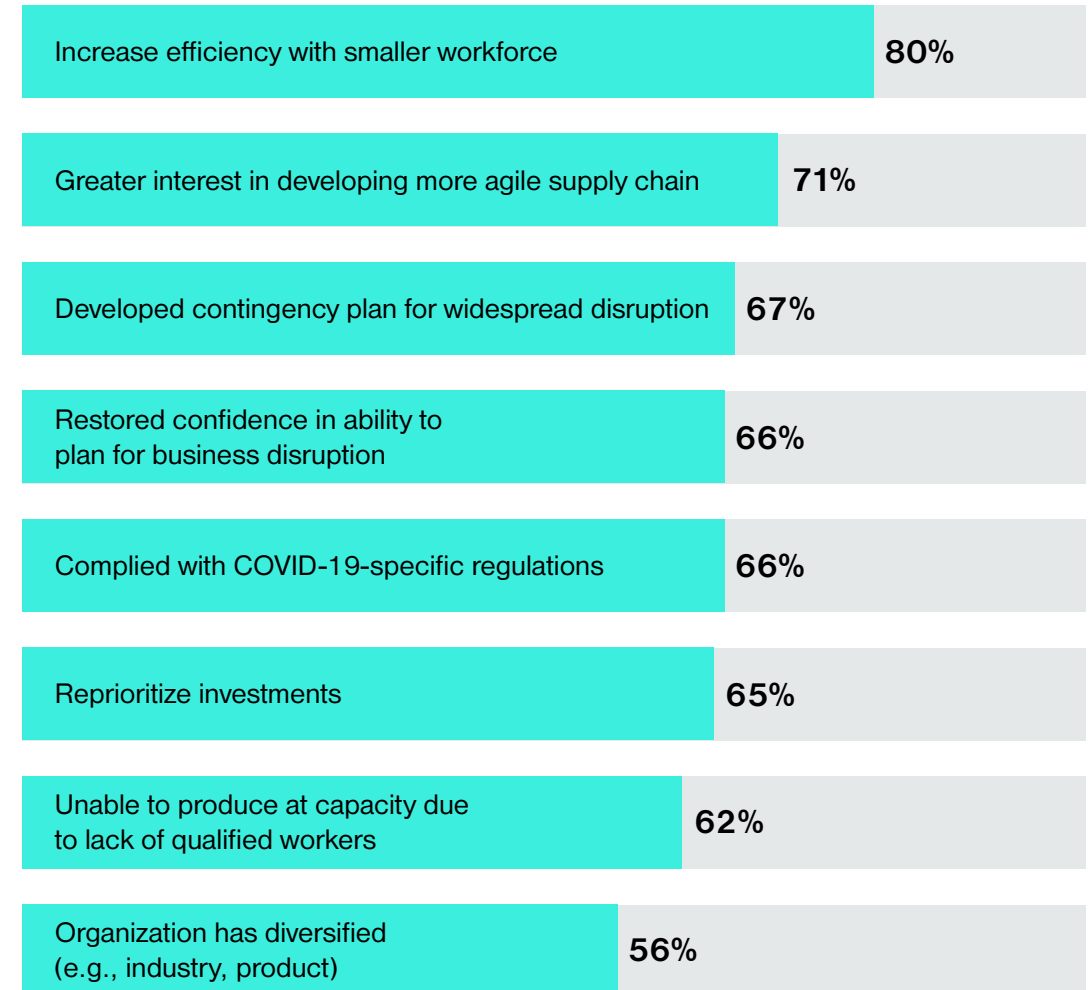 Increase efficiency with smaller workforce
80%
Greater interest in developing more agile supply chain
71%
Developed contingency plan for widespread disruption
67%
Restored confidence in ability to
plan for business disruption
66%
Complied with COVID-19-specific regulations
66%
Reprioritize investments
65%
Unable to produce at capacity due
to lack of qualified workers
62%
Organization has diversified
(e.g., industry, product)
56%